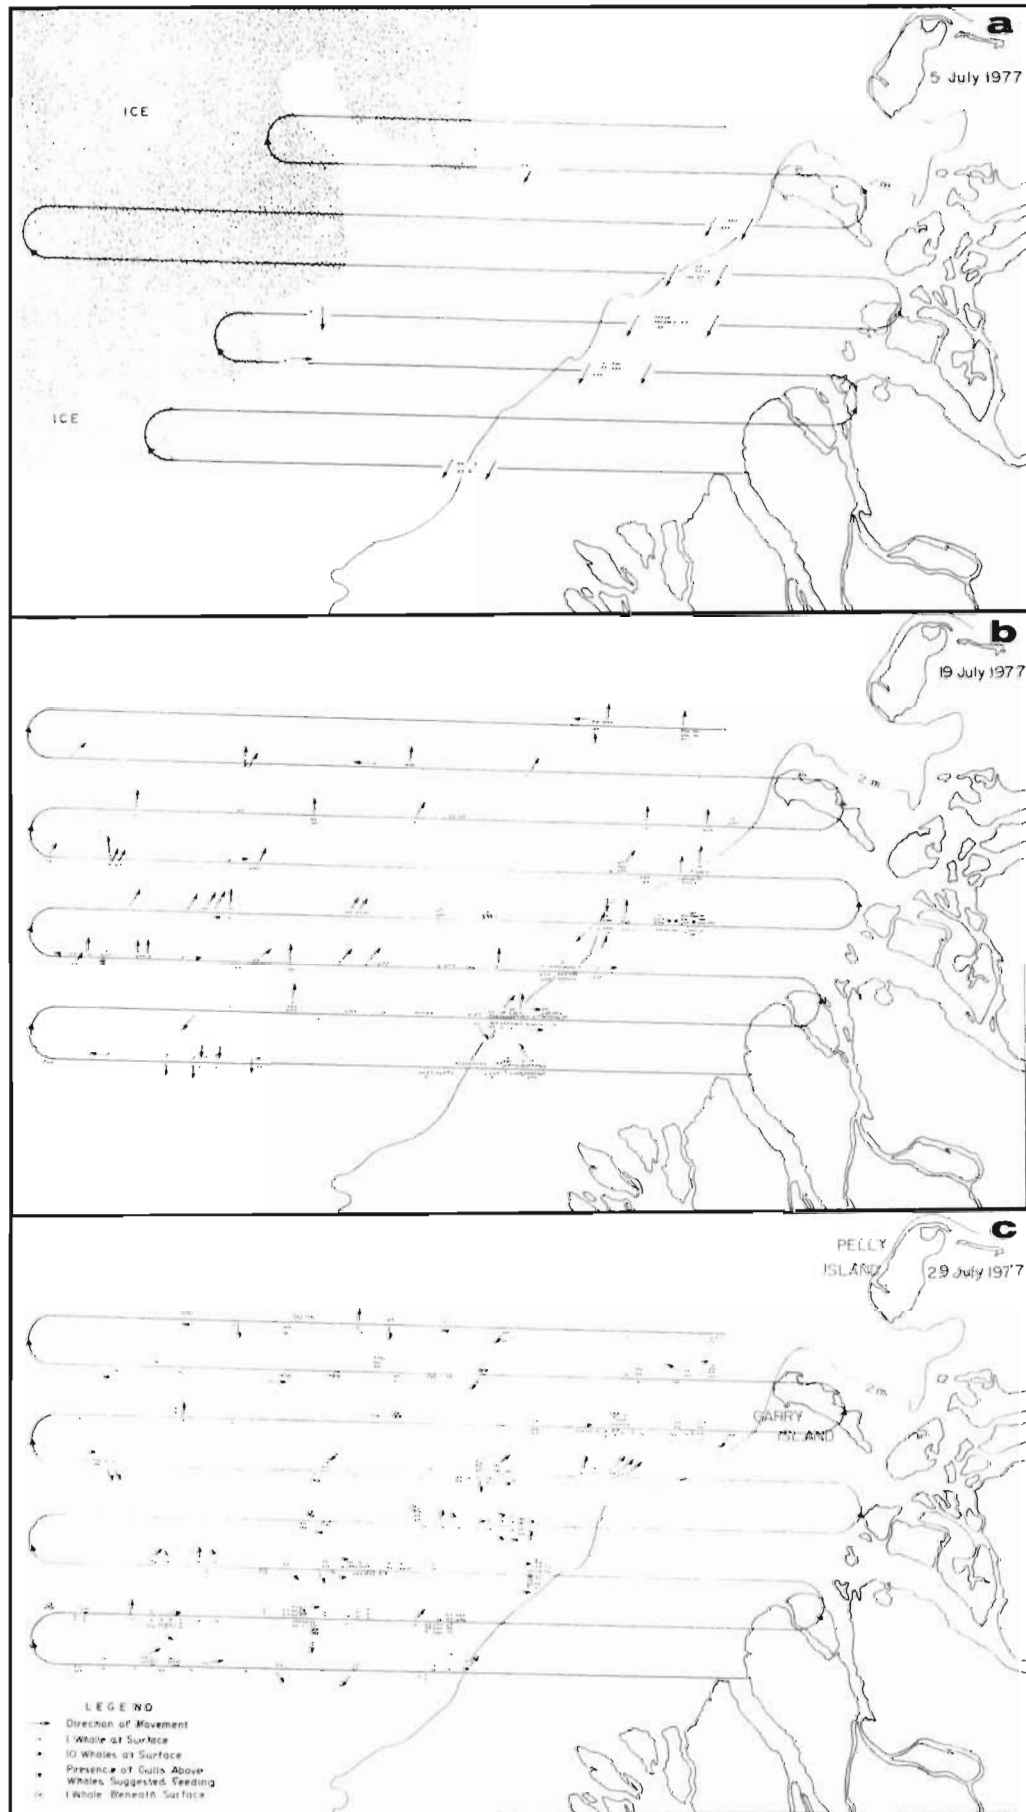 a
5 July 1977
ICE
m
ICE
b
19 July 1977
2 m
c
PELLY
ISLAND
29 July 1977
2 m
GARRY
ISLAND
LEGEND
Direction of Movement
1 Whale at Surface
10 Whales at Surface
Presence of Gulls Above
Whales Suggested Feeding
1 Whale Beneath Surface